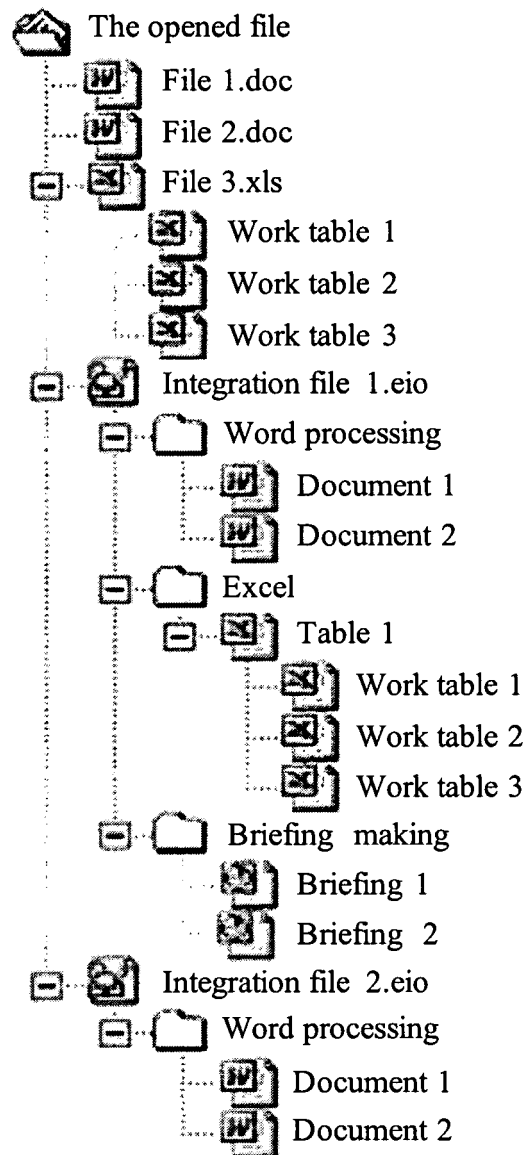 The opened file
File 1.doc
File 2.doc
File 3.xls
Work table 1
Work table 2
Work table 3
Integration file 1.eio
Word processing
Document 1
Document 2
Excel
Table 1
Work table 1
Work table 2
Work table 3
Briefing making
Briefing 1
Briefing 2
Integration file 2.eio
Word processing
Document 1
Document 2